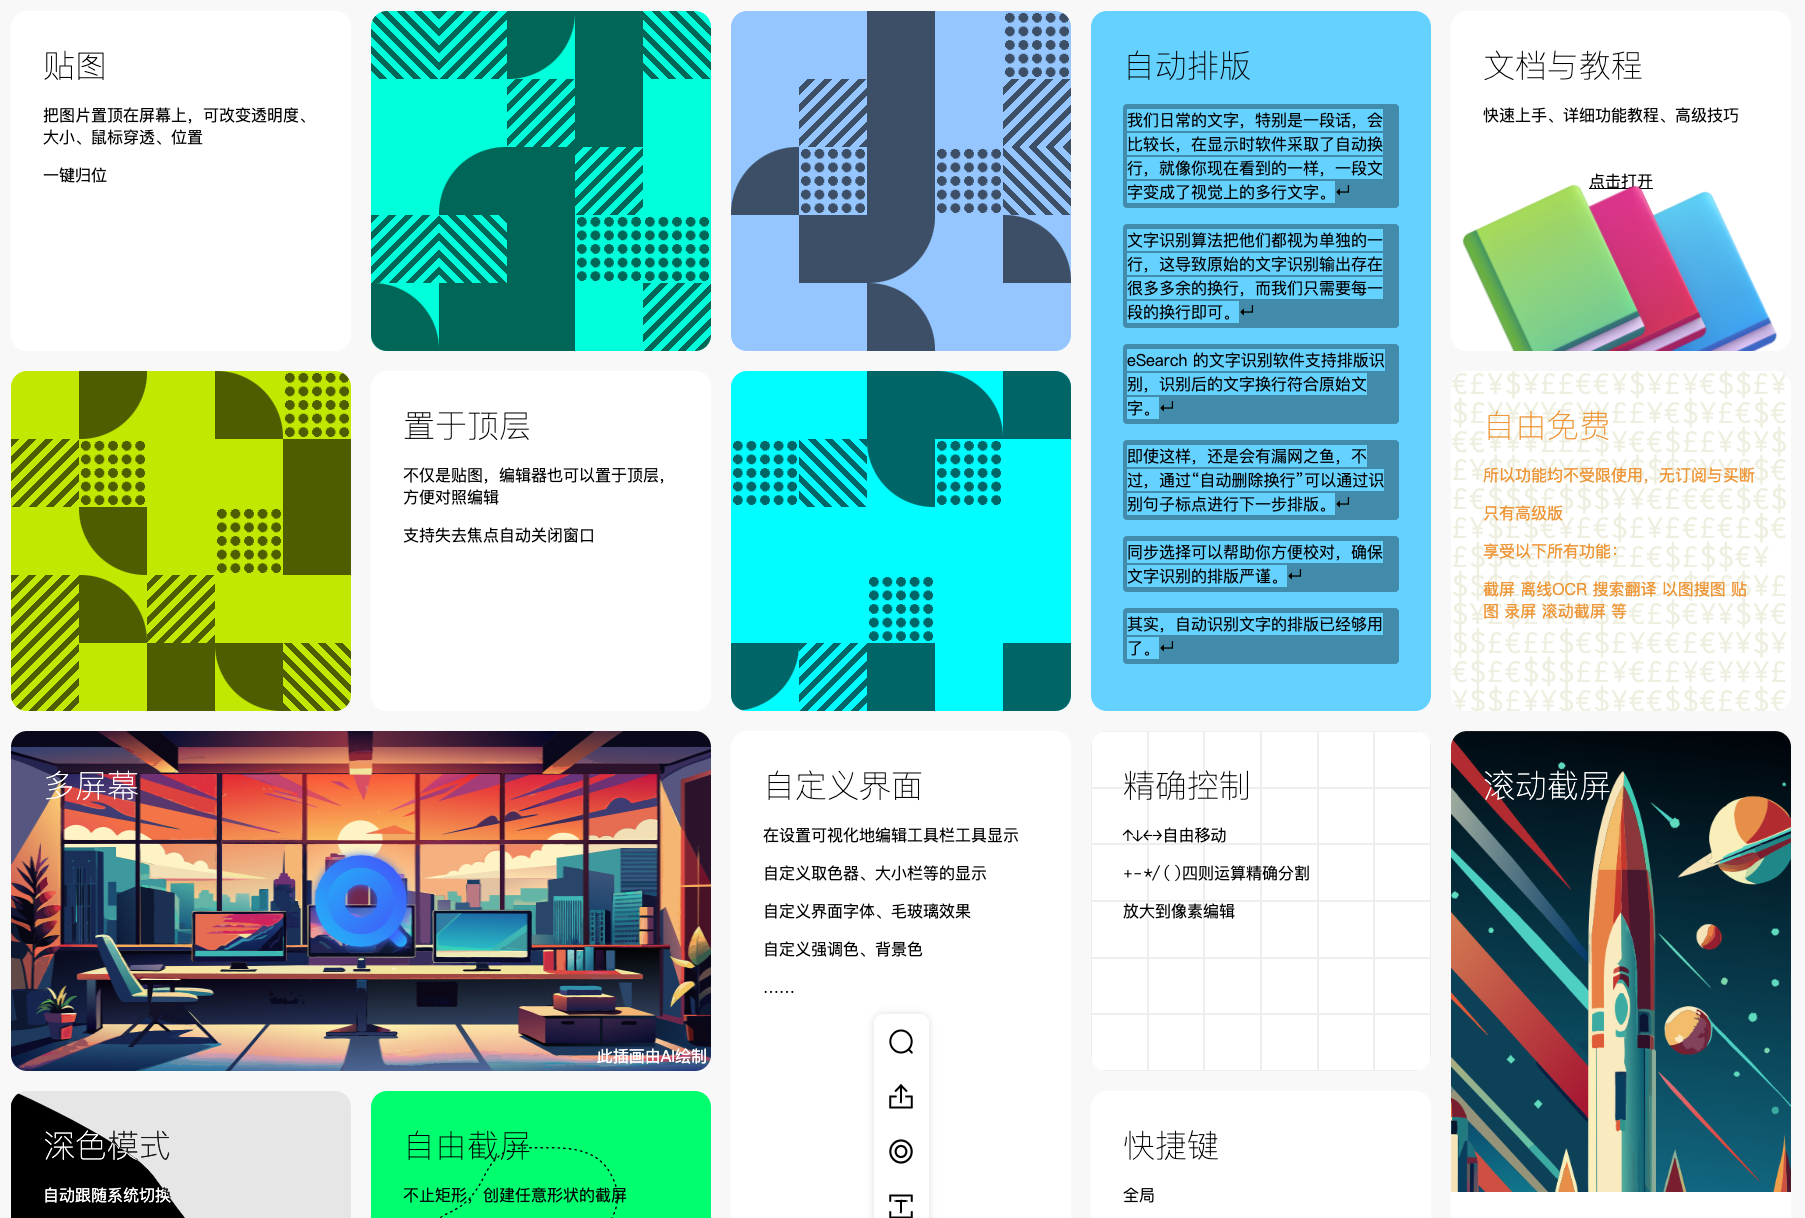 贴图
把图片置顶在屏幕上，可改变透明度、
大小、鼠标穿透、位置
一键归位
自动排版
我们日常的文字，特别是一段话，会
比较长，在显示时软件采取了自动换
行，就像你现在看到的一样，一段文
字变成了视觉上的多行文字。↵
文字识别算法把他们都视为单独的一
行，这导致原始的文字识别输出存在
很多多余的换行，而我们只需要每一
段的换行即可。↵
eSearch 的文字识别软件支持排版识
别，识别后的文字换行符合原始文
字。↵
即使这样，还是会有漏网之鱼，不
过，通过“自动删除换行”可以通过识
别句子标点进行下一步排版。↵
同步选择可以帮助你方便校对，确保
文字识别的排版严谨。↵
其实，自动识别文字的排版已经够用
了。↵
文档与教程
快速上手、详细功能教程、高级技巧
点击打开
置于顶层
不仅是贴图，编辑器也可以置于顶层，
方便对照编辑
支持失去焦点自动关闭窗口
自由免费
所以功能均不受限使用，无订阅与买断
只有高级版
享受以下所有功能：
截屏 离线OCR 搜索翻译 以图搜图 贴
图 录屏 滚动截屏 等
多屏幕
此插画由AI绘制
自定义界面
在设置可视化地编辑工具栏工具显示
自定义取色器、大小栏等的显示
自定义界面字体、毛玻璃效果
自定义强调色、背景色
……
精确控制
↑↓←→自由移动
+-*/()四则运算精确分割
放大到像素编辑
滚动截屏
深色模式
自动跟随系统切换
自由截屏
不止矩形，创建任意形状的截屏
快捷键
全局